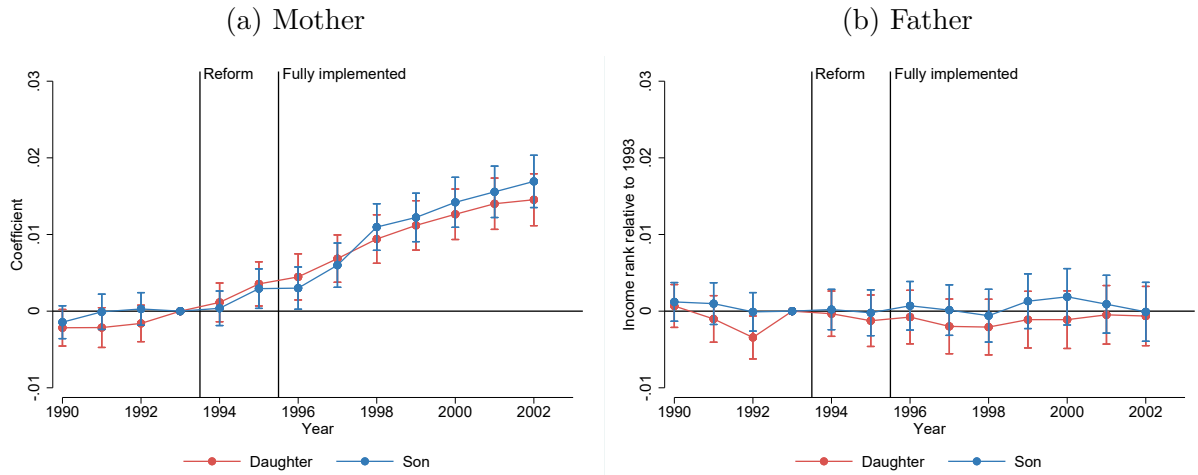 (a) Mother
Reform
Fully implemented
.03
.02
.01
0
-.01
Coefficient
1990 1992 1994 1996 1998 2000 2002
Year
Daughter Son
(b) Father
Reform
Fully implemented
.03
.02
.01
0
-.01
Income rank relative to 1993
1990 1992 1994 1996 1998 2000 2002
Year
Daughter Son